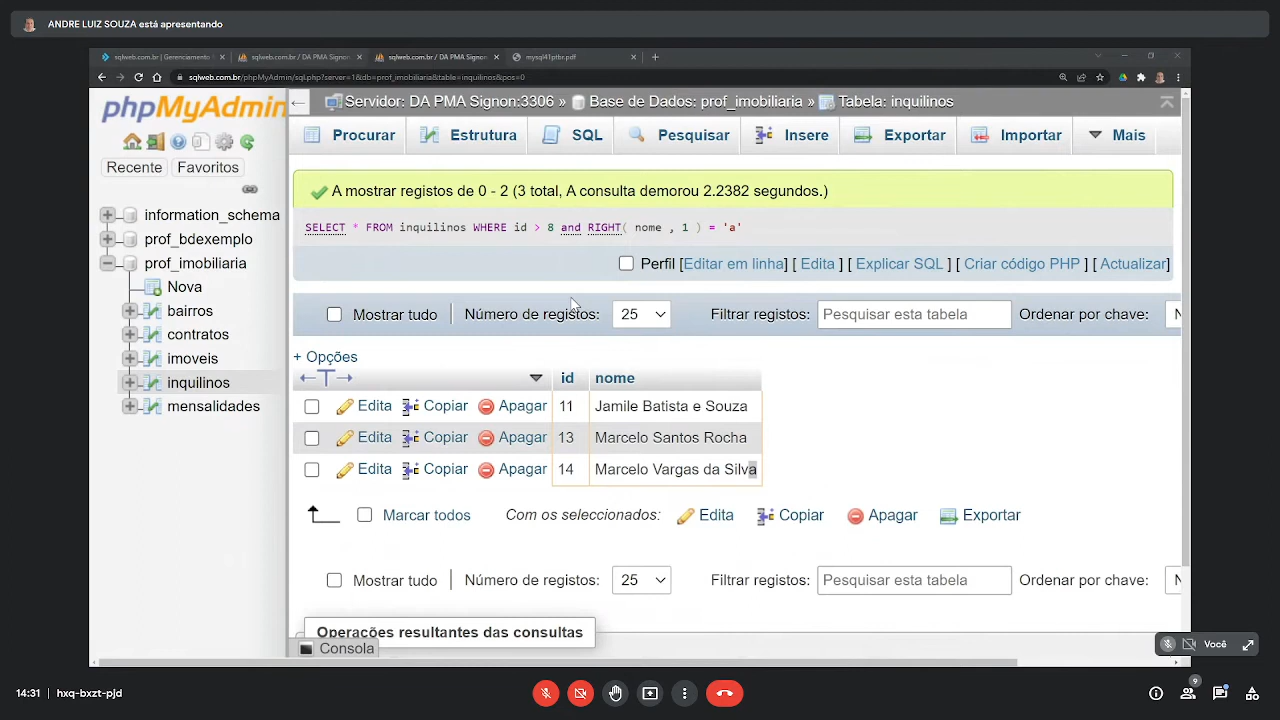 ANDRE LUIZ SOUZA está apresentando
sqlweb.com.br | Gerenciamento
sqlweb.com.br / DA PMA Signon
sqlweb.com.br / DA PMA Signon
mysql41ptbr.pdf
sqlweb.com.br/phpMyAdmin/sql.php?server=1&db=prof_imobiliaria&table=inquilinos&pos=0
phpMyAdmin
Recente Favoritos
information_schema
prof_bdexemplo
prof_imobiliaria
Nova
bairros
contratos
imoveis
inquilinos
mensalidades
Servidor: DA PMA Signon:3306 » Base de Dados: prof_imobiliaria » Tabela: inquilinos
Procurar Estrutura SQL Pesquisar Insere Exportar Importar Mais
A mostrar registos de 0 - 2 (3 total, A consulta demorou 2.2382 segundos.)
SELECT * FROM inquilinos WHERE id > 8 and RIGHT( nome , 1 ) = 'a'
Perfil [Editar em linha] [ Edita ] [ Explicar SQL ] [ Criar código PHP ] [ Actualizar]
Mostrar tudo Número de registos: 25 Filtrar registos: Pesquisar esta tabela Ordenar por chave: N
+ Opções
id nome
Edita Copiar Apagar 11 Jamile Batista e Souza
Edita Copiar Apagar 13 Marcelo Santos Rocha
Edita Copiar Apagar 14 Marcelo Vargas da Silva
Marcar todos Com os seleccionados: Edita Copiar Apagar Exportar
Mostrar tudo Número de registos: 25 Filtrar registos: Pesquisar esta tabela Ordenar por chave: N
Operações resultantes das consultas
Consola
Você
14:31 hxq-bxzt-pjd
9